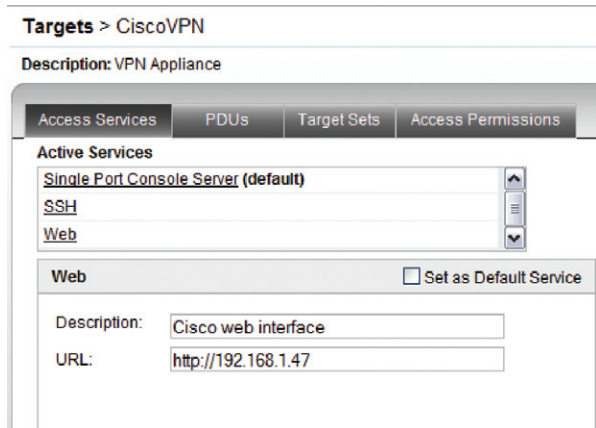 Targets > CiscoVPN
Description: VPN Appliance
Access Services PDUs Target Sets Access Permissions
Active Services
Single Port Console Server (default)
SSH
Web
Web Set as Default Service
Description: Cisco web interface
URL: http://192.168.1.47